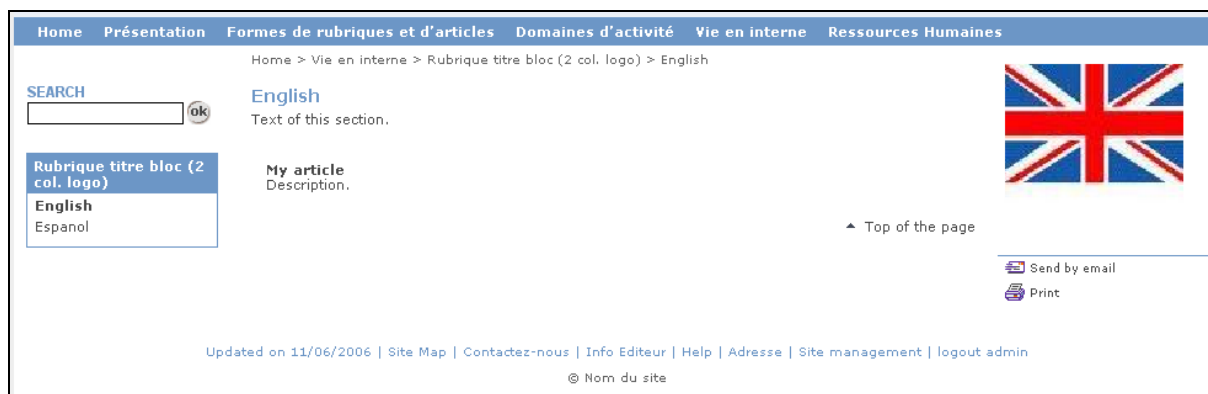 Home Présentation Formes de rubriques et d'articles Domaines d'activité Vie en interne Ressources Humaines
Home > Vie en interne > Rubrique titre bloc (2 col. logo) > English
SEARCH
ok
Rubrique titre bloc (2
col. logo)
English
Espanol
English
Text of this section.
My article
Description.
Top of the page
Send by email
Print
Updated on 11/06/2006 | Site Map | Contactez-nous | Info Editeur | Help | Adresse | Site management | logout admin
© Nom du site